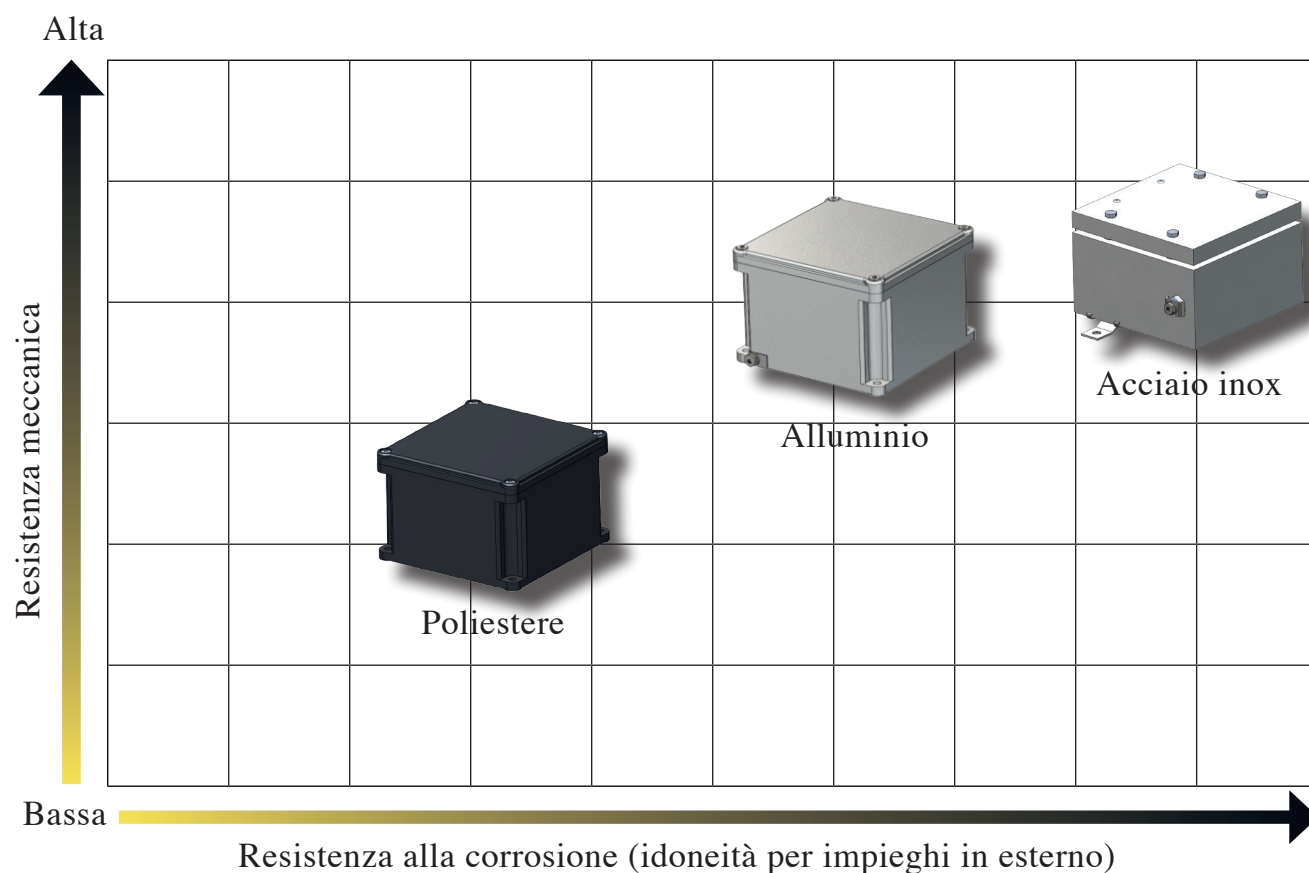 Alta
Resistenza meccanica
Acciaio inox
Alluminio
Poliestere
Bassa
Resistenza alla corrosione (idoneità per impieghi in esterno)